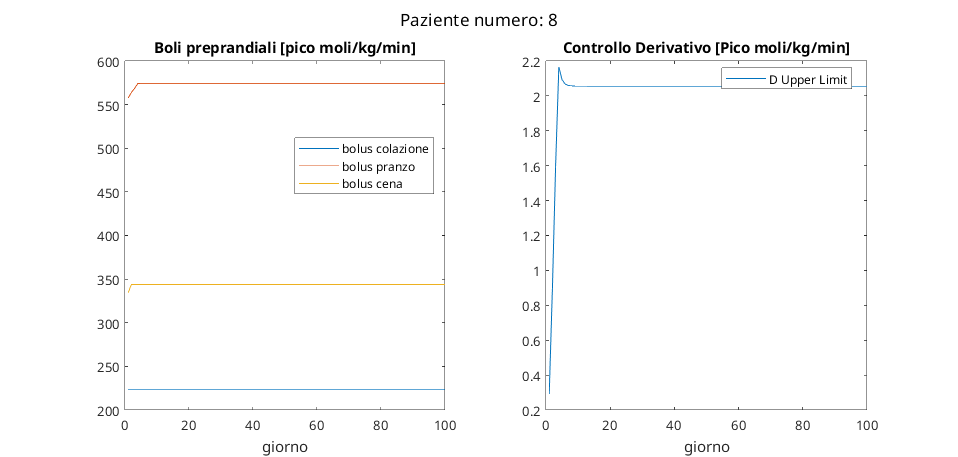 Paziente numero: 8
Boli preprandiali [pico moli/kg/min]
600
550
500
450
400
350
300
250
200
0 20 40 60 80 100
giorno
bolus colazione
bolus pranzo
bolus cena
Controllo Derivativo [Pico moli/kg/min]
2.2
2
1.8
1.6
1.4
1.2
1
0.8
0.6
0.4
0.2
0 20 40 60 80 100
giorno
D Upper Limit